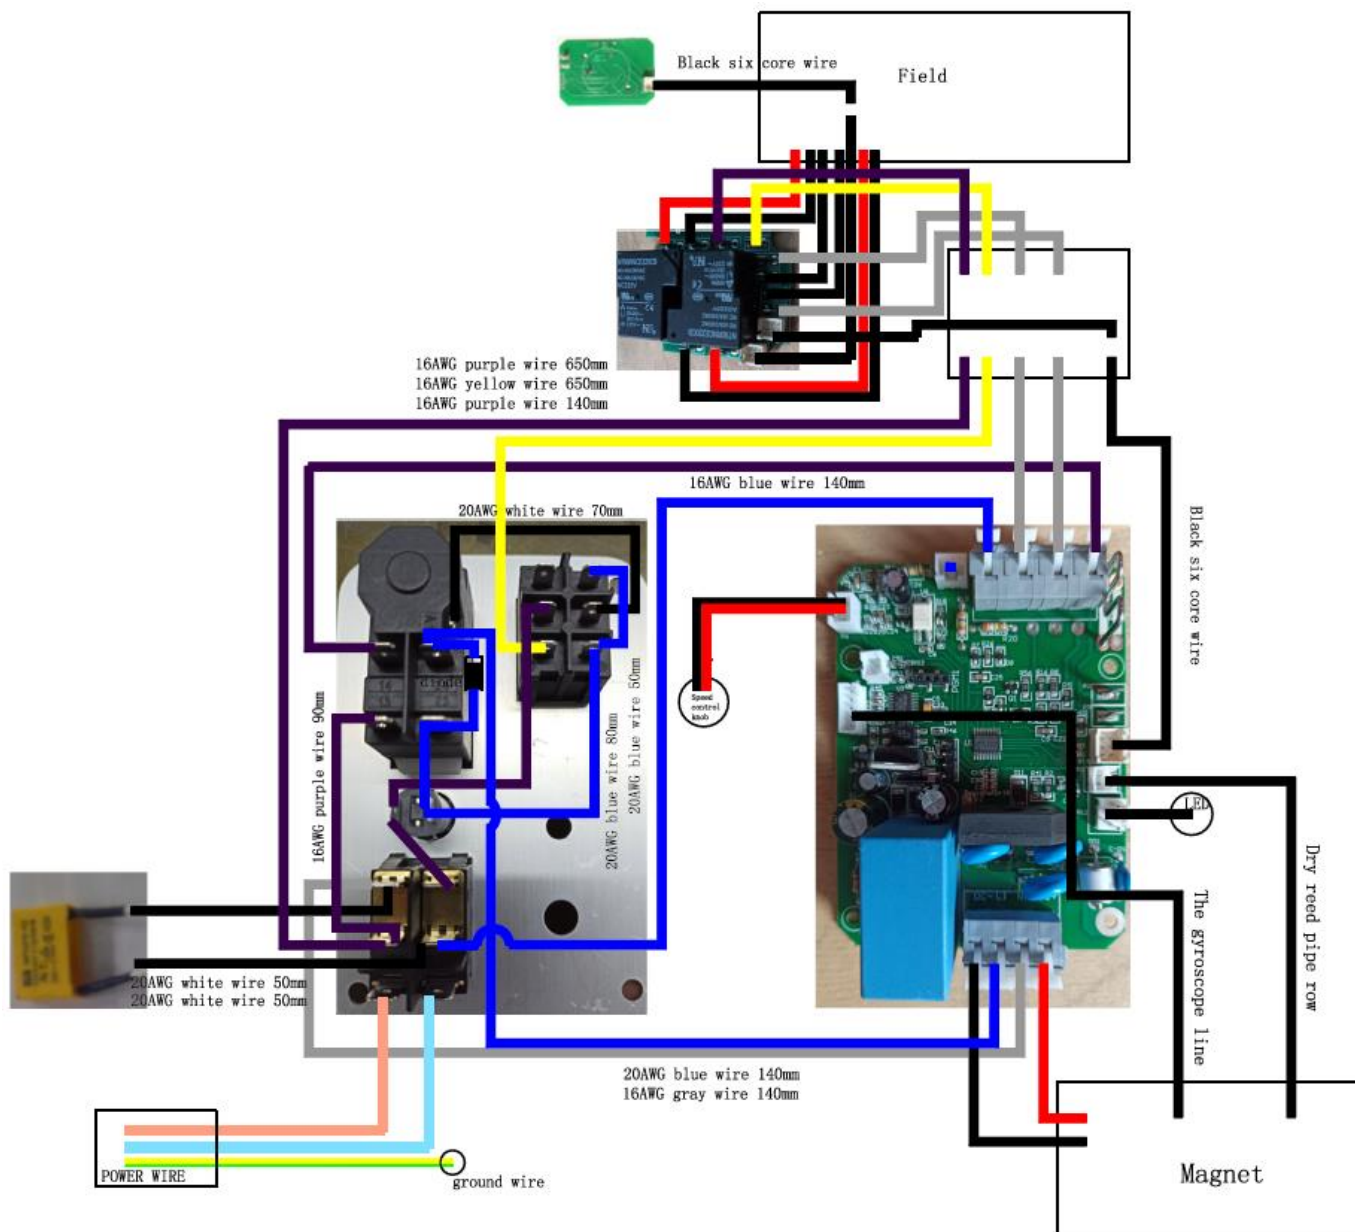 Black six core wire
Field
16AWG purple wire 650mm
16AWG yellow wire 650mm
16AWG purple wire 140mm
16AWG blue wire 140mm
20AWG white wire 70mm
Black six core wire
Speed
control
knob
PGM1
R20
20AWG blue wire 50mm
20AWG blue wire 80mm
16AWG purple wire 90mm
LED
Dry reed pipe row
The gyroscope line
20AWG white wire 50mm
20AWG white wire 50mm
20AWG blue wire 140mm
16AWG gray wire 140mm
POWER WIRE
ground wire
Magnet